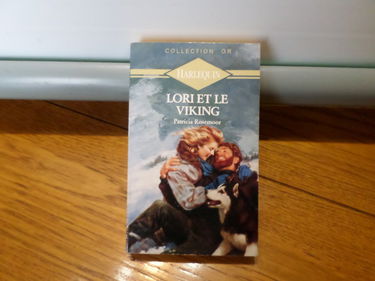 COLLECTION OR
HARLEQUIN
LORI ET LE
VIKING
Patricia Rosemoor